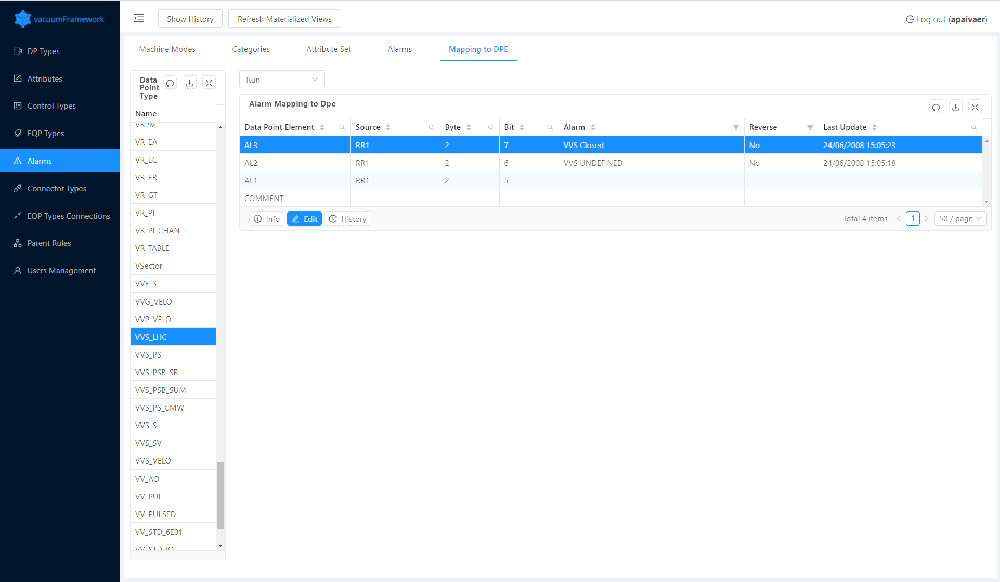 vacuumFramework
DP Types
Attributes
Control Types
EQP Types
Alarms
Connector Types
EQP Types Connections
Parent Rules
Users Management
Show History
Refresh Materialized Views
Log out (apaivaer)
Machine Modes
Categories
Attribute Set
Alarms
Mapping to DPE
Data
Point
Type
Name
VRPM
VR_EA
VR_EC
VR_ER
VR_GT
VR_PI
VR_PI_CHAN
VR_TABLE
VSector
VVF_S
VVG_VELO
VVP_VELO
VVS_LHC
VVS_PS
VVS_PSB_SR
VVS_PSB_SUM
VVS_PS_CMW
VVS_S
VVS_SV
VVS_VELO
VV_AO
VV_PUL
VV_PULSED
VV_STD_6E01
VV_STD_IO
Run
Alarm Mapping to Dpe
Data Point Element Source Byte Bit Alarm Reverse Last Update
AL3 RR1 2 7 VVS Closed No 24/06/2008 15:05:23
AL2 RR1 2 6 VVS UNDEFINED No 24/06/2008 15:05:18
AL1 RR1 2 5
COMMENT
Info Edit History Total 4 items < 1 > 50 / page